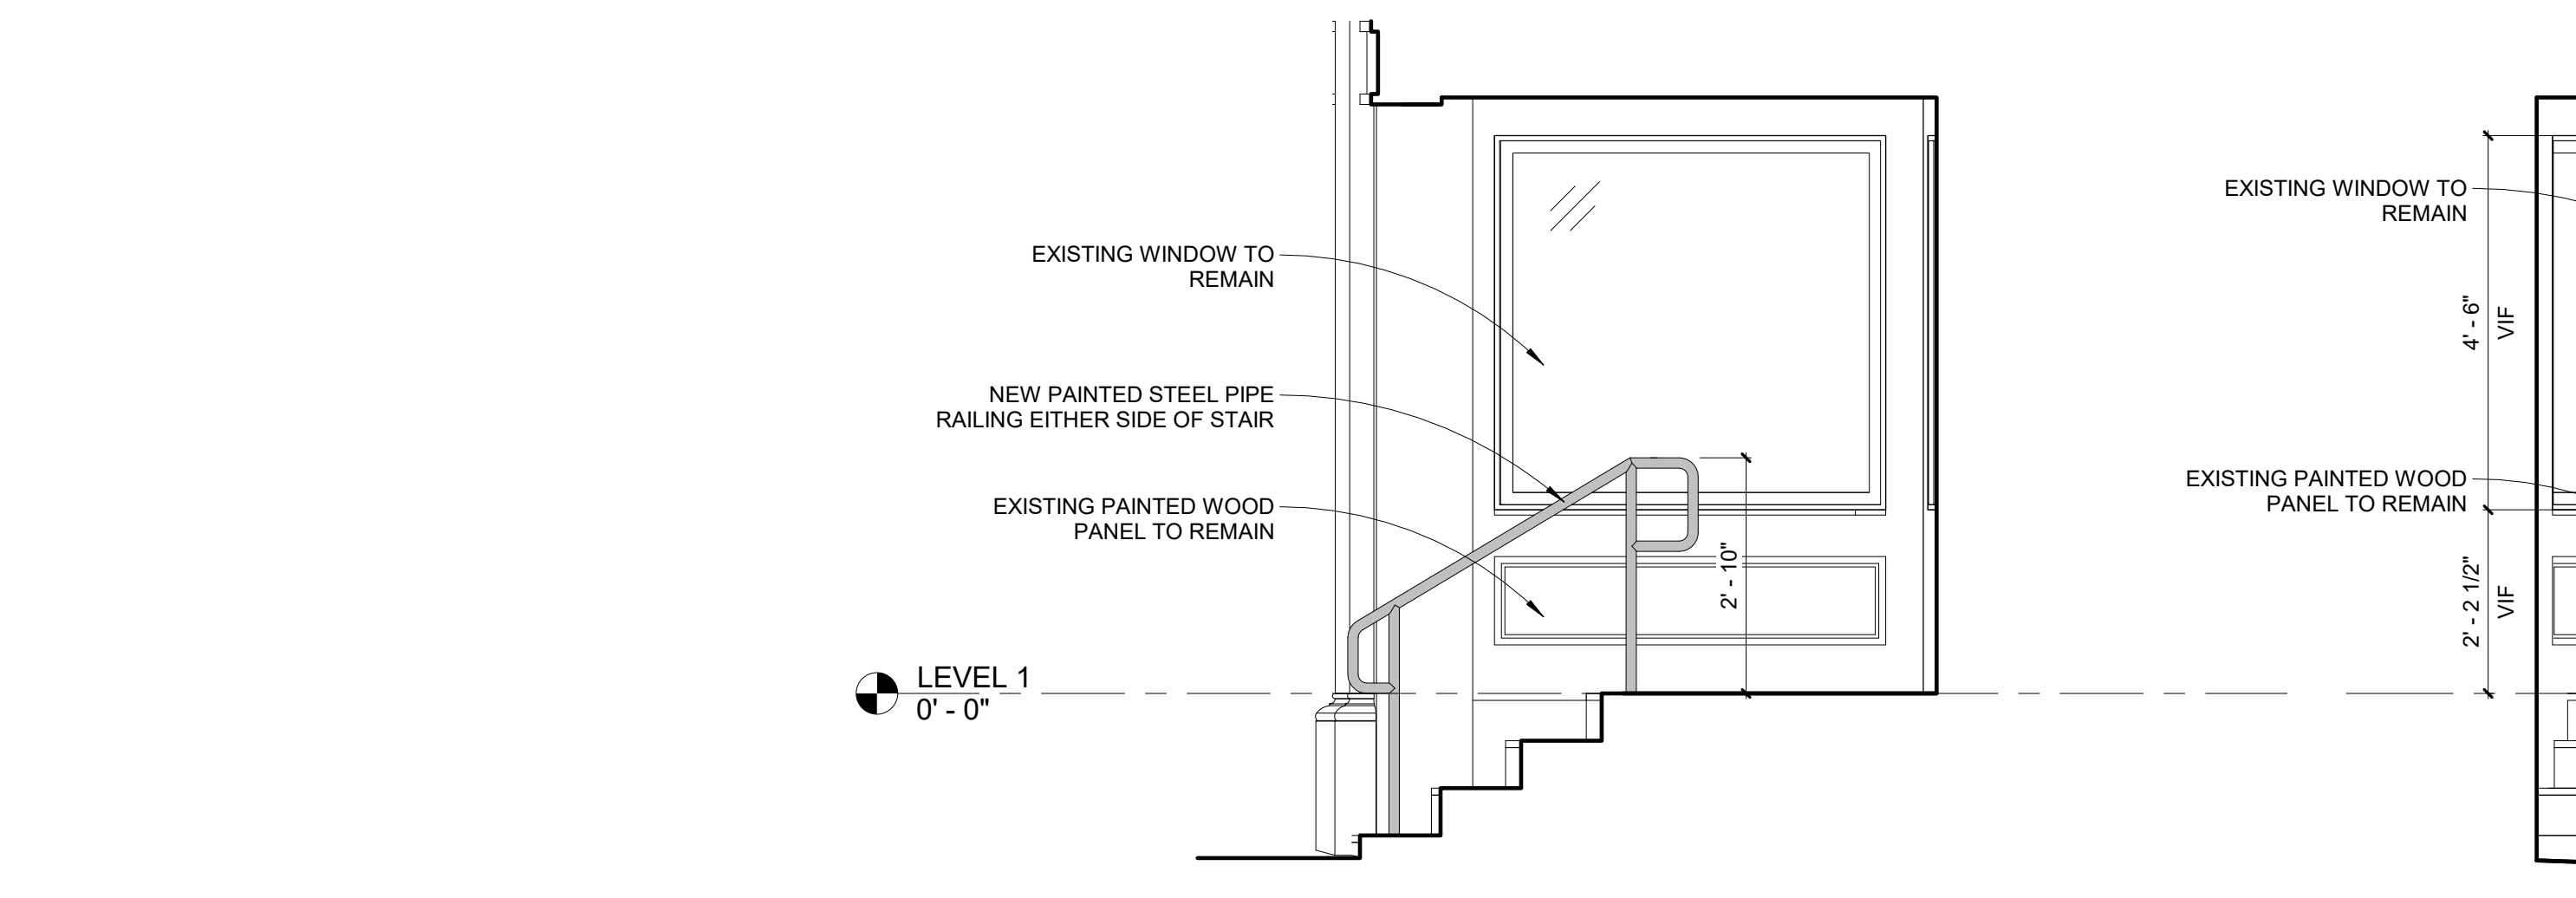 EXISTING WINDOW TO
REMAIN
NEW PAINTED STEEL PIPE
RAILING EITHER SIDE OF STAIR
EXISTING PAINTED WOOD
PANEL TO REMAIN
2' - 10"
LEVEL 1
0' - 0"
EXISTING WINDOW TO
REMAIN
4' - 6"
VIF
EXISTING PAINTED WOOD
PANEL TO REMAIN
2' - 2 1/2"
VIF